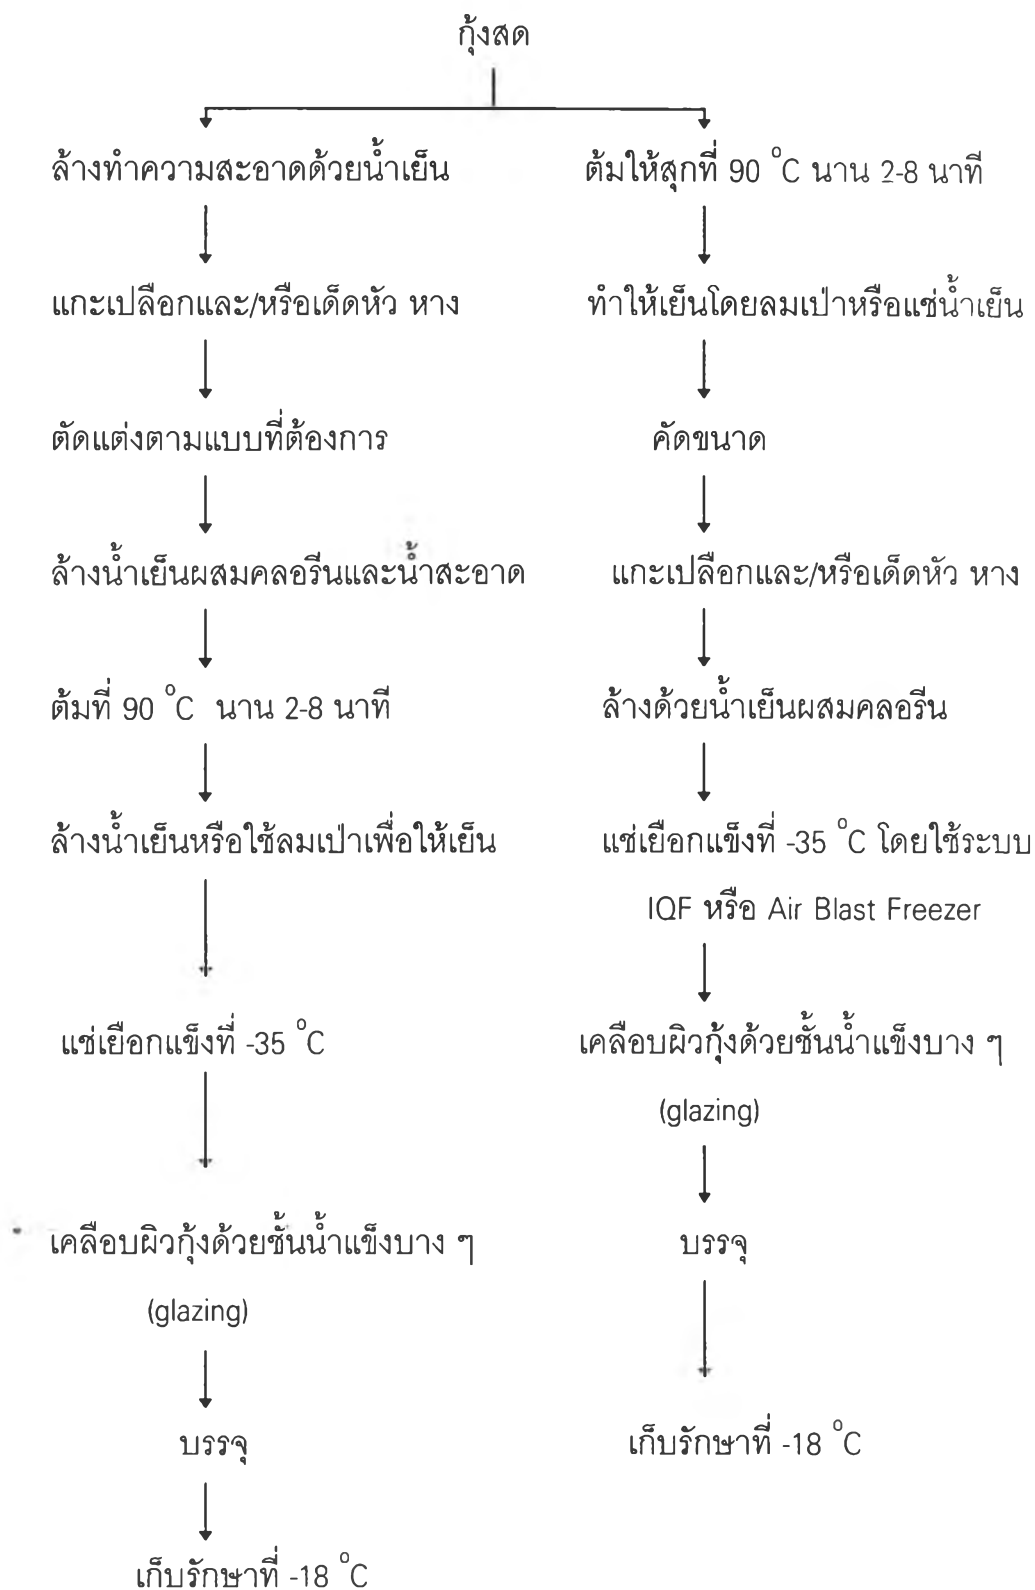 กุ้งสด
ล้างทำความสะอาดด้วยน้ำเย็น
แกะเปลือกและ/หรือเด็ดหัว หาง
ตัดแต่งตามแบบที่ต้องการ
ล้างน้ำเย็นผสมคลอรีนและน้ำสะอาด
ต้มที่ 90 °C นาน 2-8 นาที
ล้างน้ำเย็นหรือใช้ลมเป่าเพื่อให้เย็น
แช่เยือกแข็งที่ -35 °C
เคลือบผิวกุ้งด้วยชั้นน้ำแข็งบาง ๆ
(glazing)
บรรจุ
เก็บรักษาที่ -18 °C
ต้มให้สุกที่ 90 °C นาน 2-8 นาที
ทำให้เย็นโดยลมเป่าหรือแช่น้ำเย็น
คัดขนาด
แกะเปลือกและ/หรือเด็ดหัว หาง
ล้างด้วยน้ำเย็นผสมคลอรีน
แช่เยือกแข็งที่ -35 °C โดยใช้ระบบ
IQF หรือ Air Blast Freezer
เคลือบผิวกุ้งด้วยชั้นน้ำแข็งบาง ๆ
(glazing)
บรรจุ
เก็บรักษาที่ -18 °C